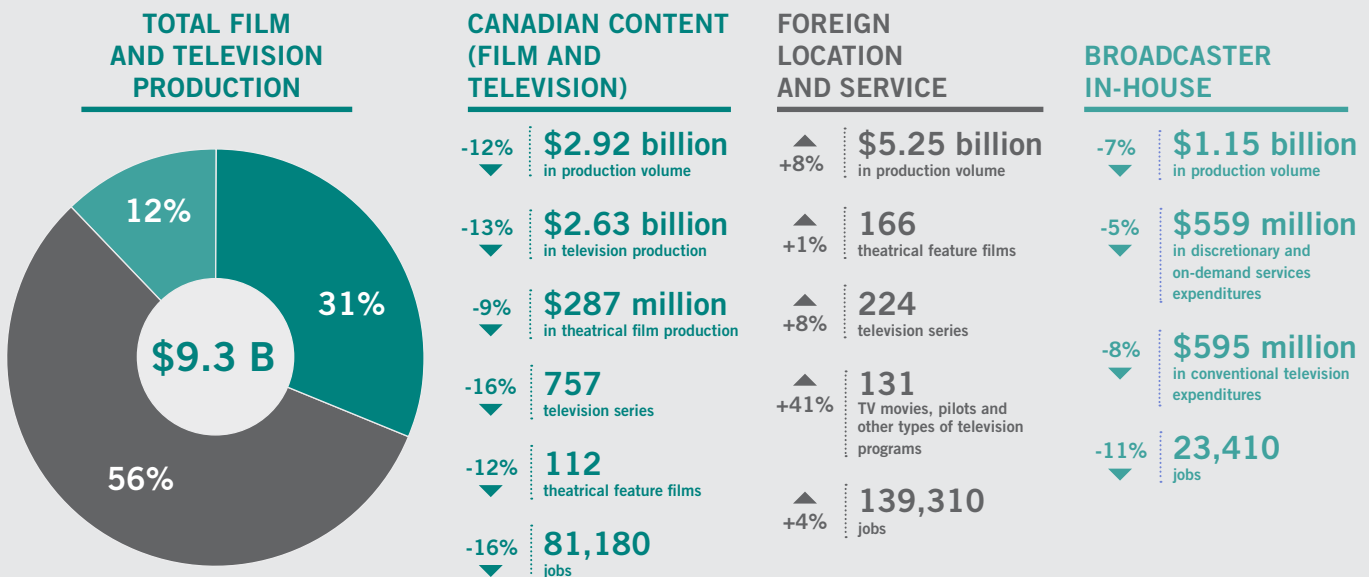 TOTAL FILM
AND TELEVISION
PRODUCTION
12%
31%
$9.3 B
56%
CANADIAN CONTENT
(FILM AND
TELEVISION)
-12%
$2.92 billion
in production volume
-13%
$2.63 billion
in television production
-9%
$287 million
in theatrical film production
-16%
757
television series
-12%
112
theatrical feature films
-16%
81,180
jobs
FOREIGN
LOCATION
AND SERVICE
+8%
$5.25 billion
in production volume
+1%
166
theatrical feature films
+8%
224
television series
+41%
131
TV movies, pilots and
other types of television
programs
+4%
139,310
jobs
BROADCASTER
IN-HOUSE
-7%
$1.15 billion
in production volume
-5%
$559 million
in discretionary and
on-demand services
expenditures
-8%
$595 million
in conventional television
expenditures
-11%
23,410
jobs